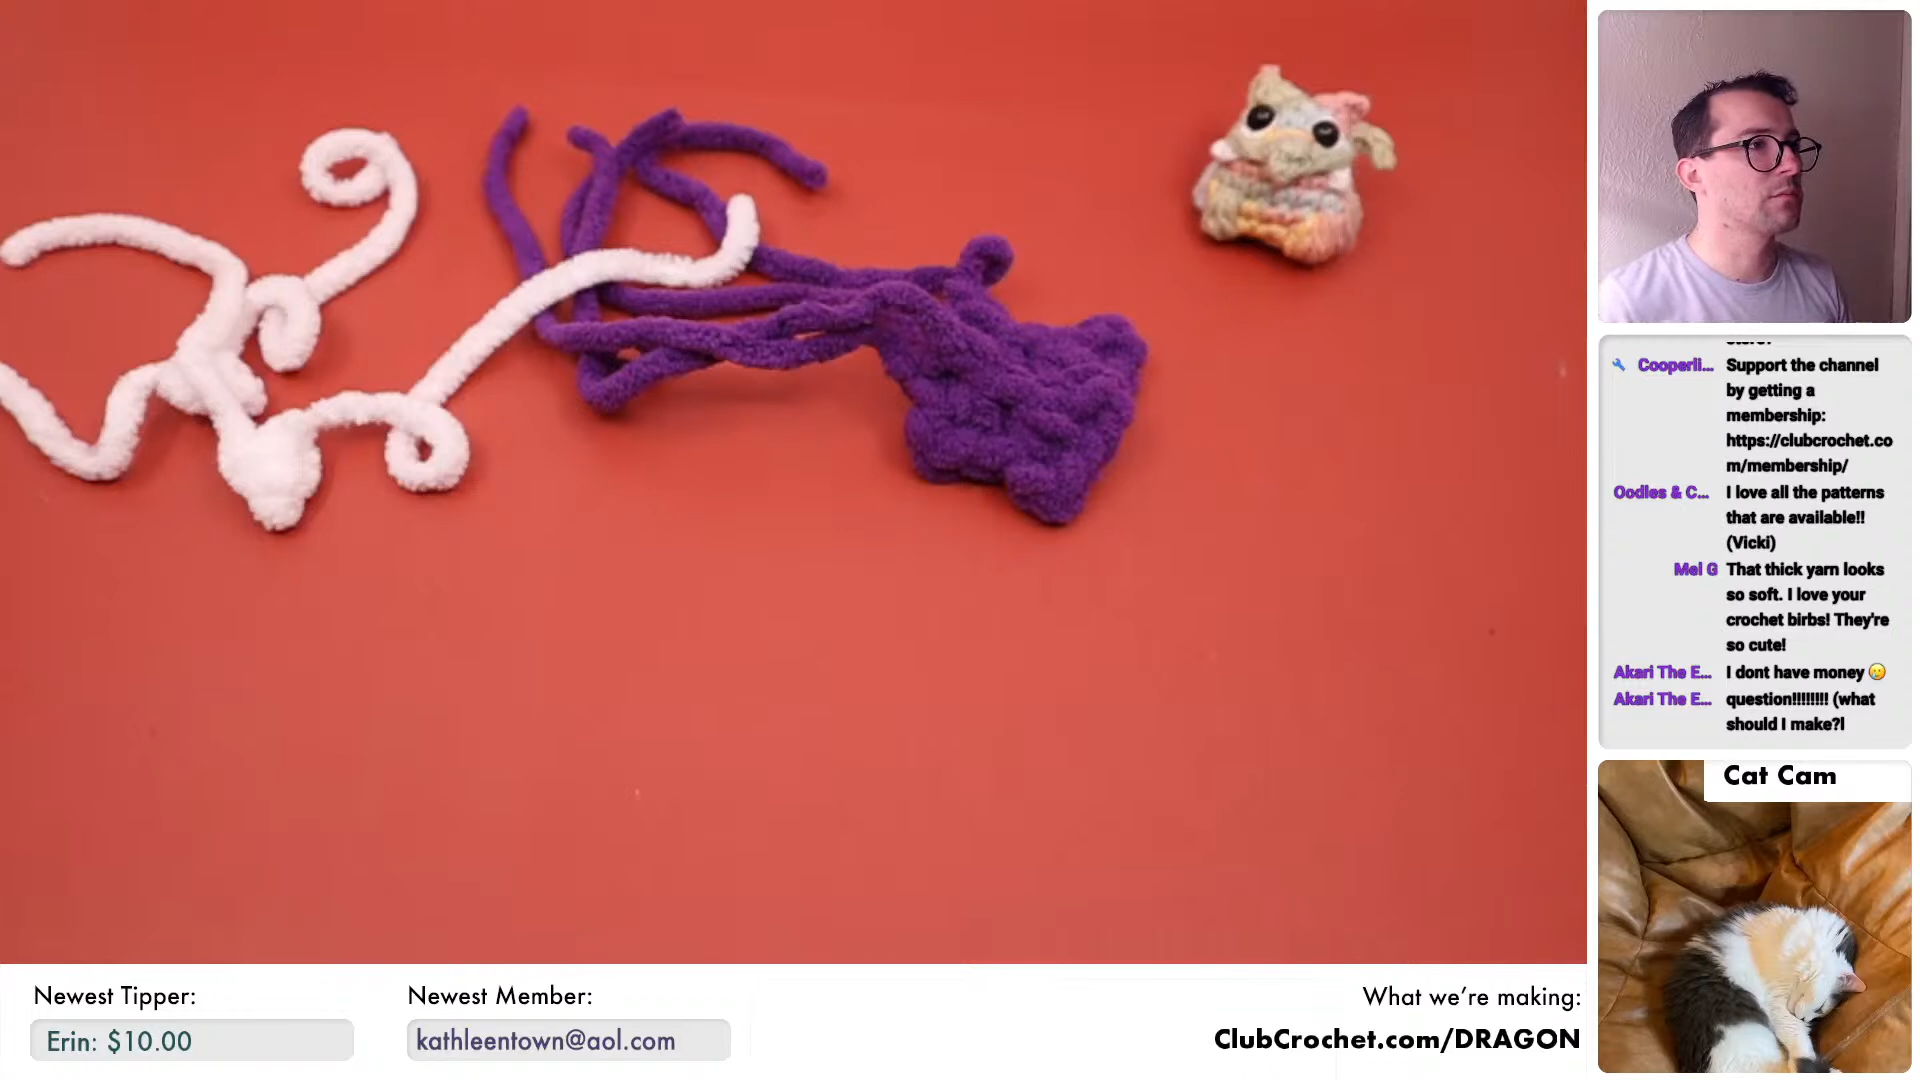 Cooperli... Support the channel
by getting a
membership:
https://clubcrochet.co
m/membership/
Oodles & C... I love all the patterns
that are available!!
(Vicki)
Mel G That thick yarn looks
so soft. I love your
crochet birbs! They're
so cute!
Akari The E... I dont have money 🥲
Akari The E... question!!!!!!!! (what
should I make?l
Cat Cam
Newest Tipper:
Erin: $10.00
Newest Member:
kathleentown@aol.com
What we're making:
ClubCrochet.com/DRAGON